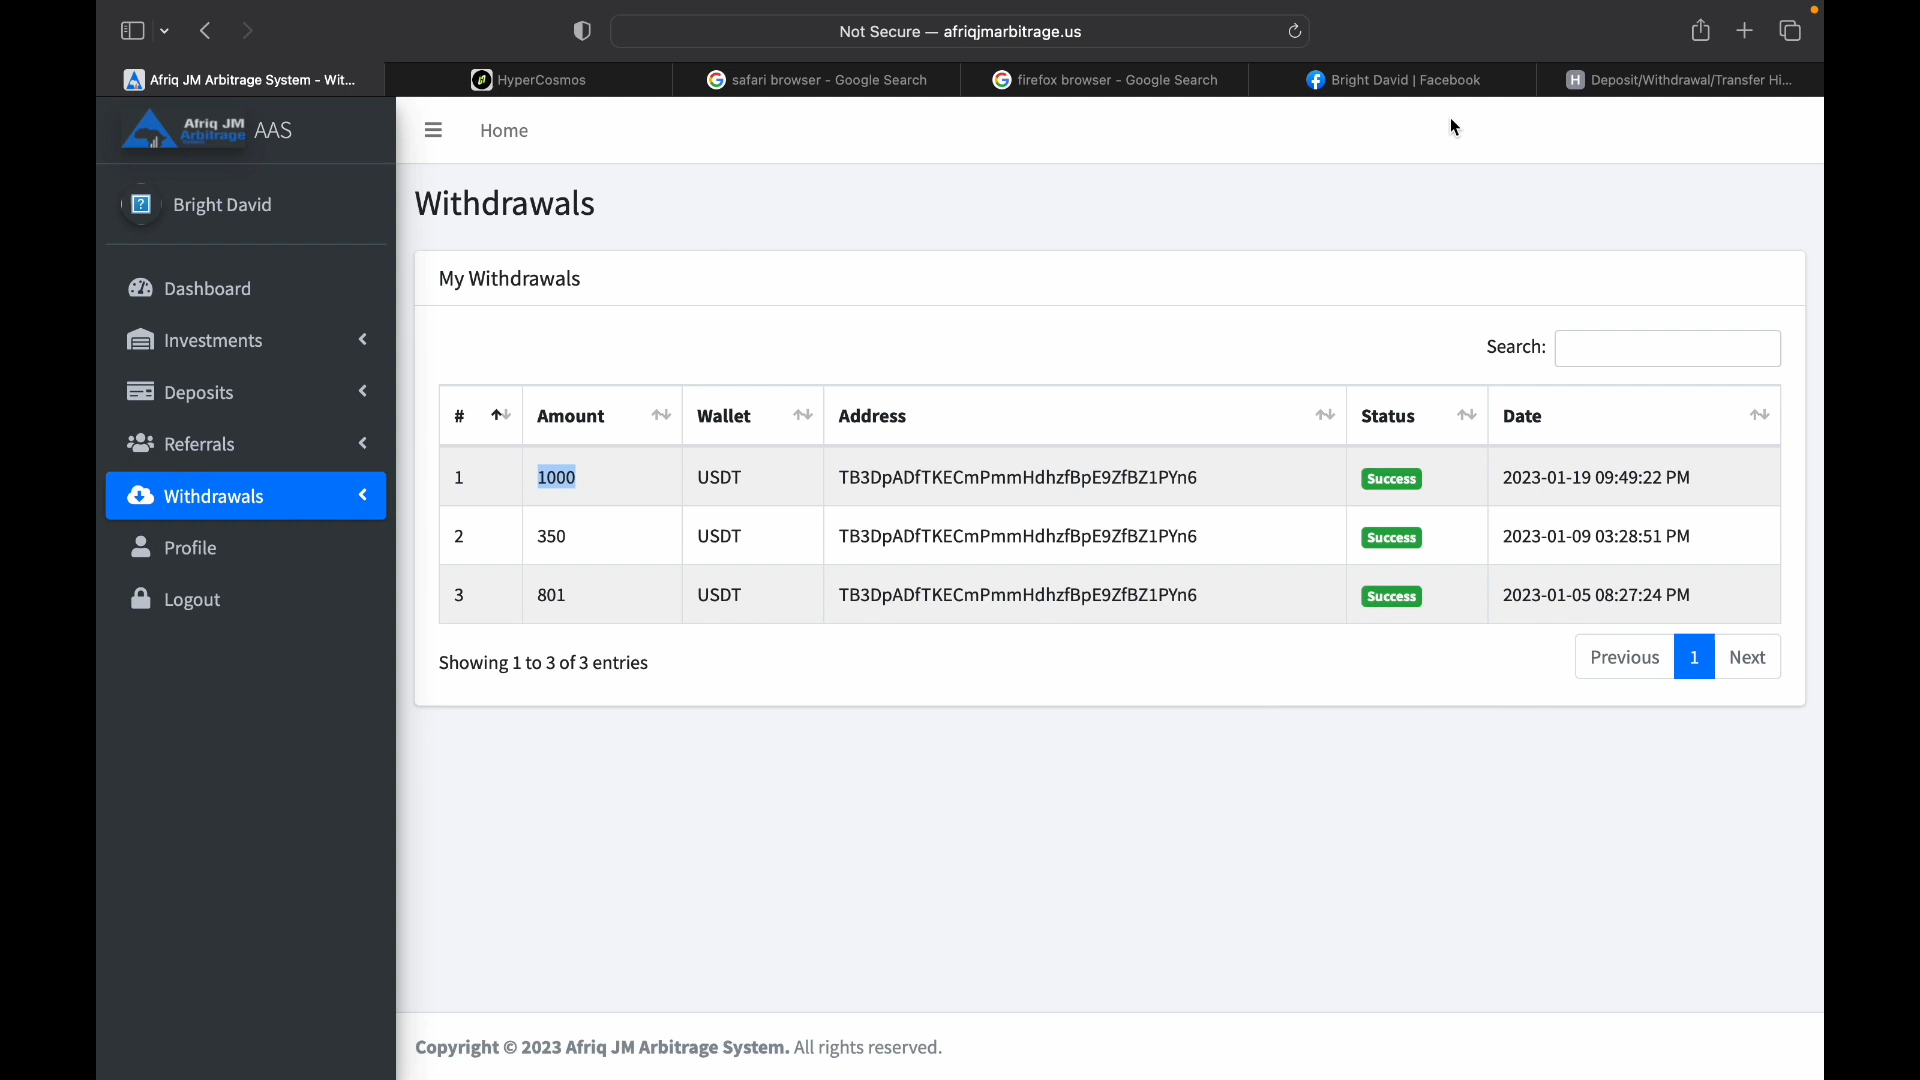 Not Secure — afriqjmarbitrage.us
Afriq JM Arbitrage System - Wit...
HyperCosmos
safari browser - Google Search
firefox browser - Google Search
Bright David | Facebook
H Deposit/Withdrawal/Transfer Hi...
Afriq JM
Arbitrage
AAS
Home
Bright David
Dashboard
Investments
Deposits
Referrals
Withdrawals
Profile
Logout
Withdrawals
My Withdrawals
Search:
# Amount Wallet Address Status Date
1 1000 USDT TB3DpADfTKECmPmmHdhzfBpE9ZfBZ1PYn6 Success 2023-01-19 09:49:22 PM
2 350 USDT TB3DpADfTKECmPmmHdhzfBpE9ZfBZ1PYn6 Success 2023-01-09 03:28:51 PM
3 801 USDT TB3DpADfTKECmPmmHdhzfBpE9ZfBZ1PYn6 Success 2023-01-05 08:27:24 PM
Showing 1 to 3 of 3 entries
Previous 1 Next
Copyright © 2023 Afriq JM Arbitrage System. All rights reserved.